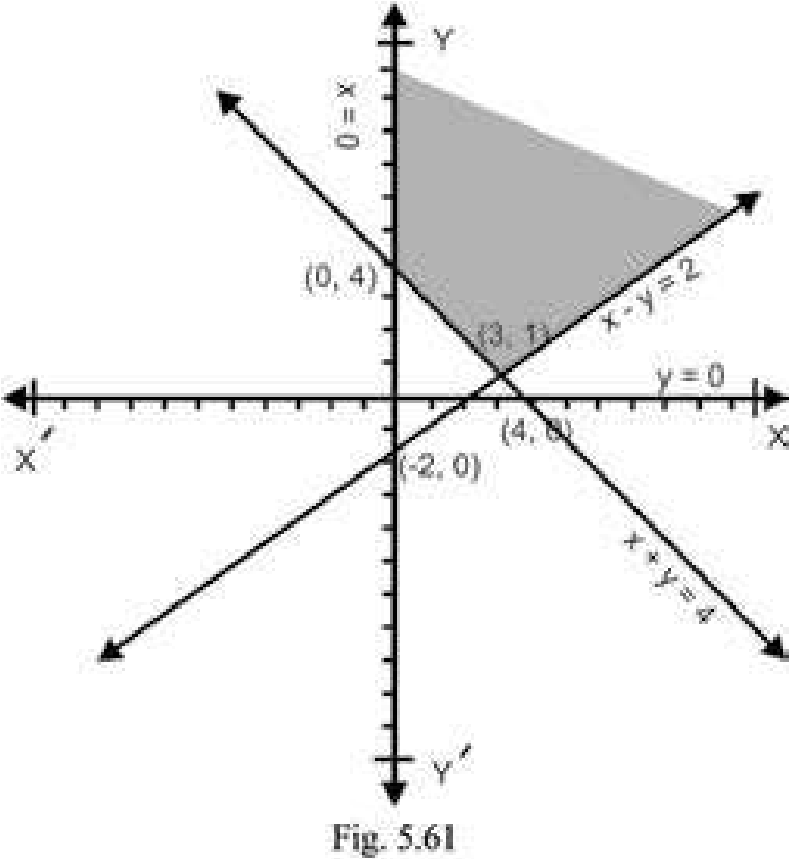 Y
x = 0
(0, 4)
x - y = 2
(3, 1)
y = 0
X′
(4, 0)
X
(-2, 0)
x + y = 4
Y′
Fig. 5.61